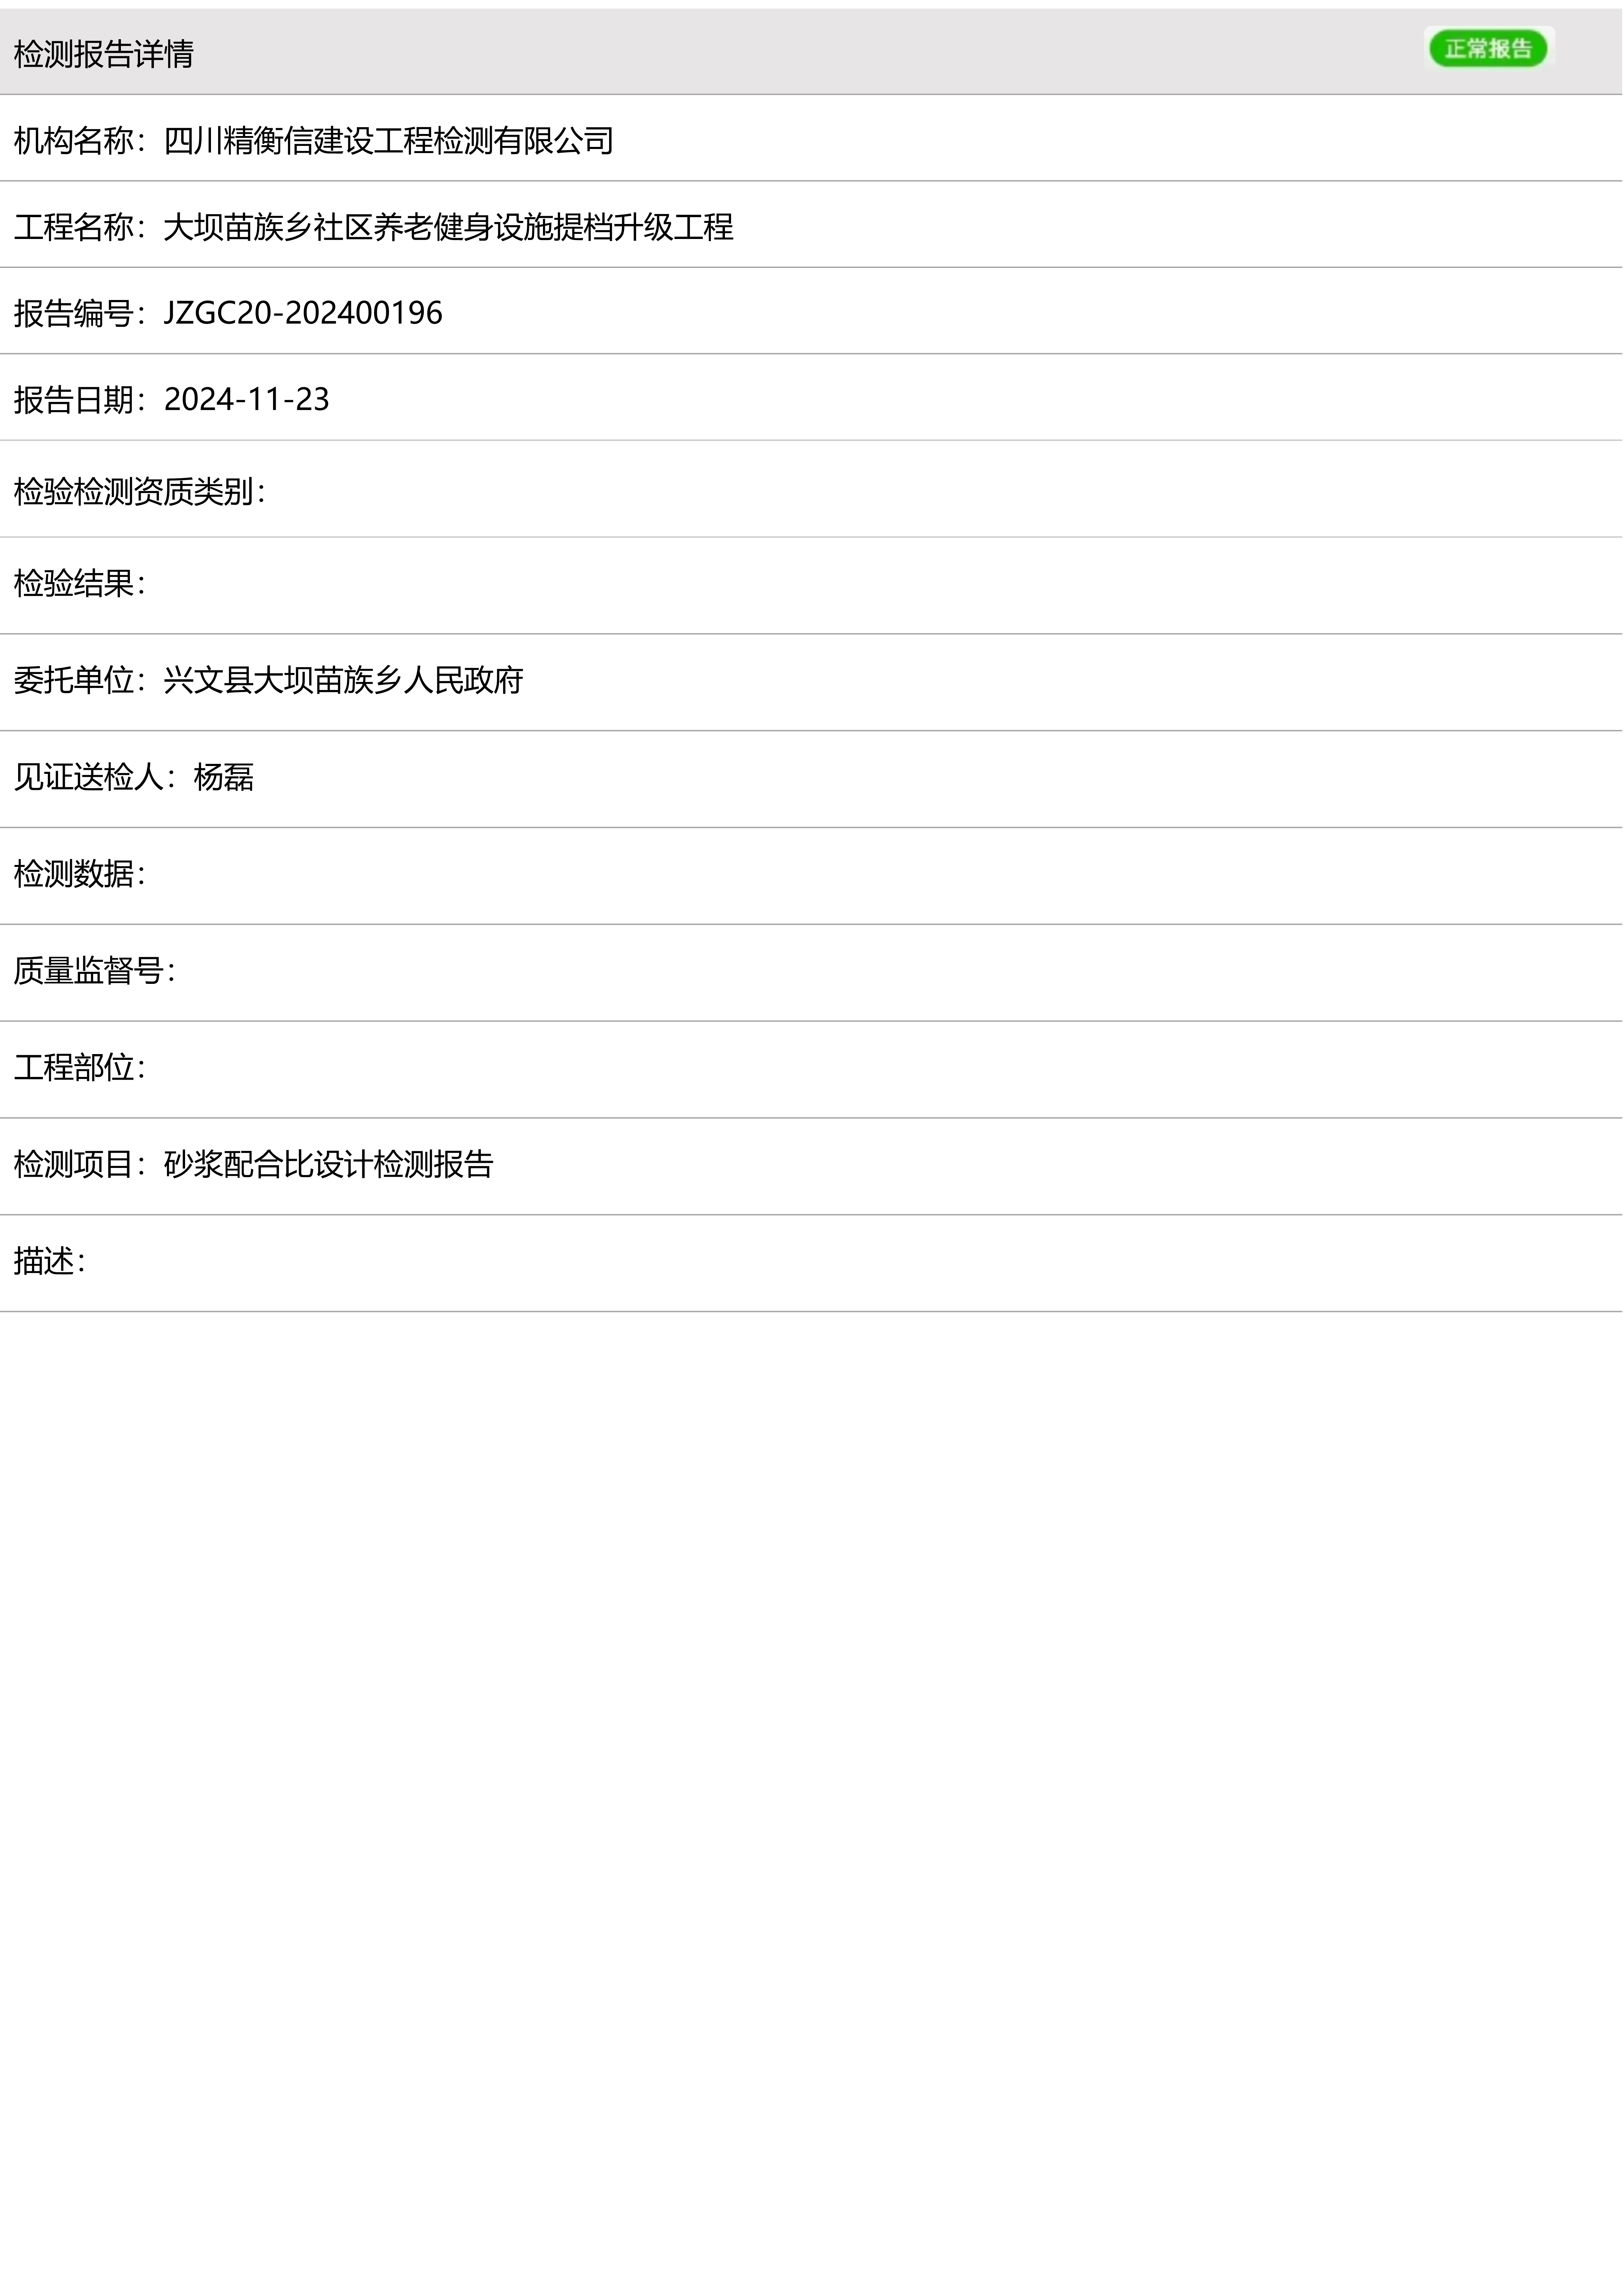 检测报告详情
正常报告
机构名称：四川精衡信建设工程检测有限公司
工程名称：大坝苗族乡社区养老健身设施提档升级工程
报告编号：JZGC20-202400196
报告日期：2024-11-23
检验检测资质类别：
检验结果：
委托单位：兴文县大坝苗族乡人民政府
见证送检人：杨磊
检测数据：
质量监督号：
工程部位：
检测项目：砂浆配合比设计检测报告
描述：